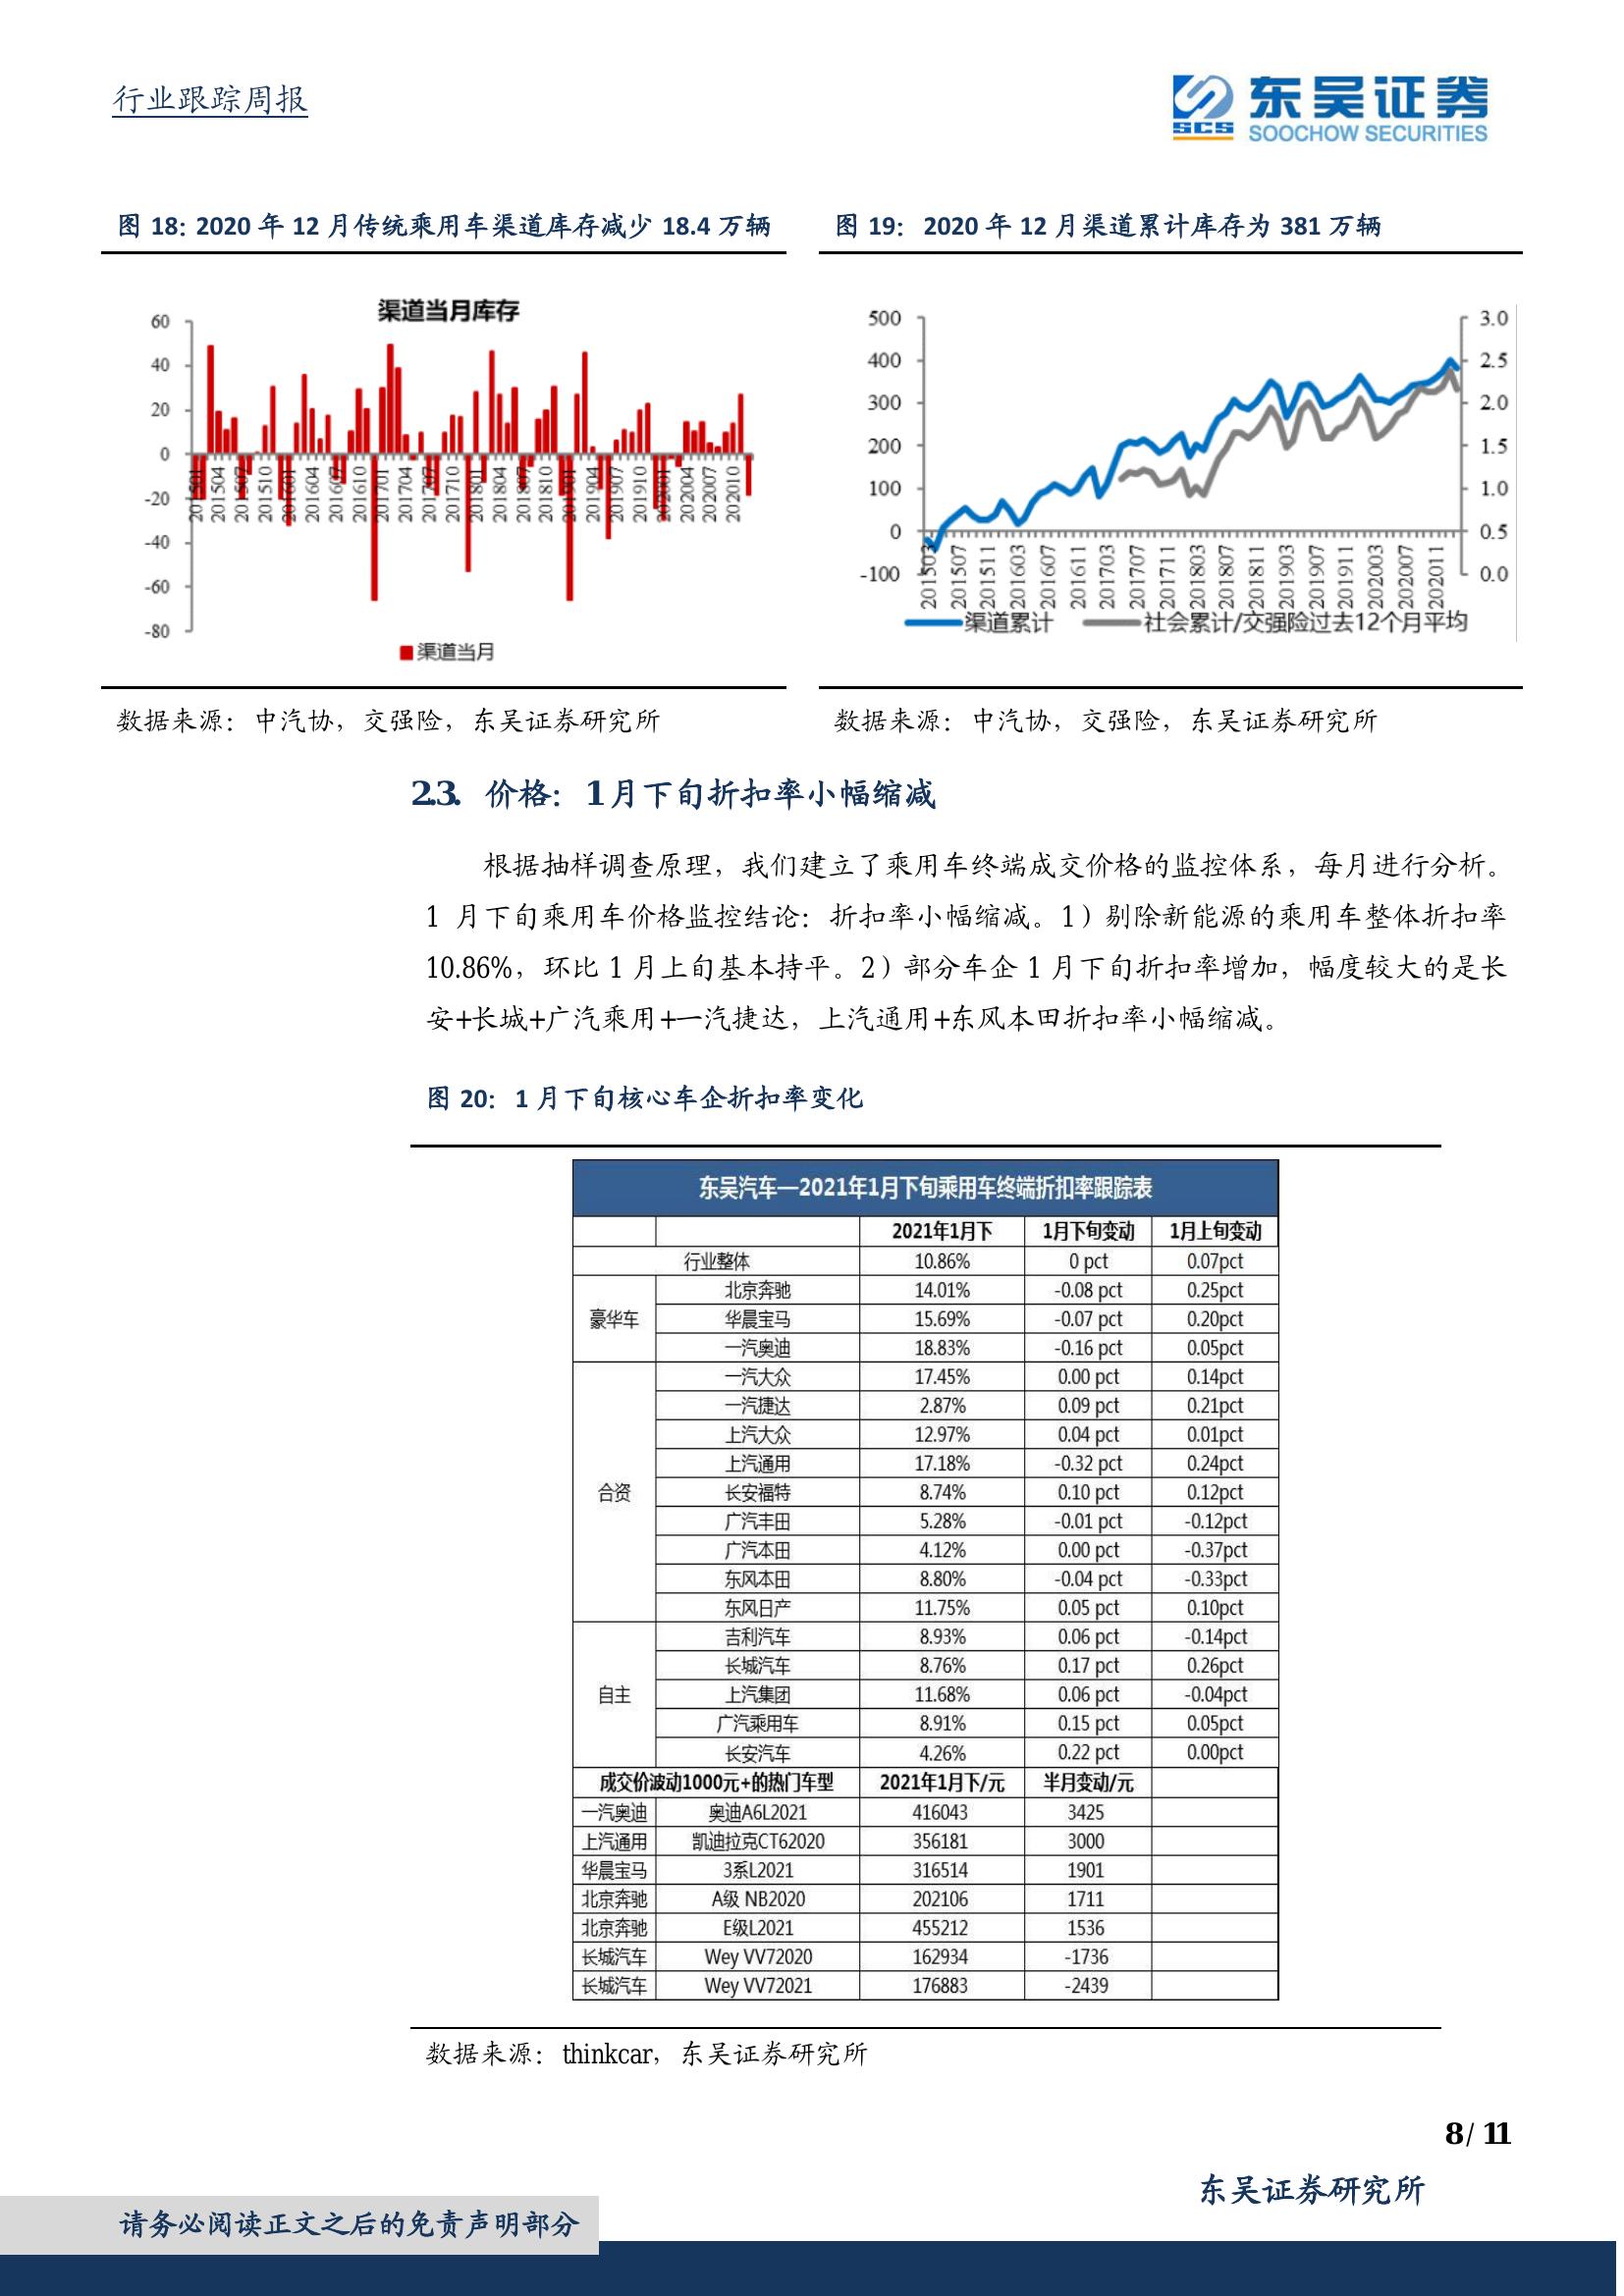 行业跟踪周报
东吴证券
SCS
SOOCHOW SECURITIES
图 18：2020 年 12 月传统乘用车渠道库存减少 18.4 万辆
渠道当月库存
60
40
20
0
-20
-40
-60
-80
201501 201504 201507 201510 201601 201604 201607 201610 201701 201704 201707 201710 201801 201804 201807 201810 201901 201904 201907 201910 202001 202004 202007 202010
渠道当月
数据来源：中汽协，交强险，东吴证券研究所
图 19： 2020 年 12 月渠道累计库存为 381 万辆
500
400
300
200
100
0
-100
3.0
2.5
2.0
1.5
1.0
0.5
0.0
201503 201507 201511 201603 201607 201611 201703 201707 201711 201803 201807 201811 201903 201907 201911 202003 202007 202011
渠道累计 社会累计/交强险过去12个月平均
数据来源：中汽协，交强险，东吴证券研究所
2.3. 价格：1 月下旬折扣率小幅缩减
根据抽样调查原理，我们建立了乘用车终端成交价格的监控体系，每月进行分析。
1 月下旬乘用车价格监控结论：折扣率小幅缩减。1）剔除新能源的乘用车整体折扣率
10.86%，环比 1 月上旬基本持平。2）部分车企 1 月下旬折扣率增加，幅度较大的是长
安+长城+广汽乘用+一汽捷达，上汽通用+东风本田折扣率小幅缩减。
图 20：1 月下旬核心车企折扣率变化
东吴汽车—2021年1月下旬乘用车终端折扣率跟踪表
2021年1月下 1月下旬变动 1月上旬变动
行业整体 10.86% 0 pct 0.07pct
豪华车
北京奔驰 14.01% -0.08 pct 0.25pct
华晨宝马 15.69% -0.07 pct 0.20pct
一汽奥迪 18.83% -0.16 pct 0.05pct
合资
一汽大众 17.45% 0.00 pct 0.14pct
一汽捷达 2.87% 0.09 pct 0.21pct
上汽大众 12.97% 0.04 pct 0.01pct
上汽通用 17.18% -0.32 pct 0.24pct
长安福特 8.74% 0.10 pct 0.12pct
广汽丰田 5.28% -0.01 pct -0.12pct
广汽本田 4.12% 0.00 pct -0.37pct
东风本田 8.80% -0.04 pct -0.33pct
东风日产 11.75% 0.05 pct 0.10pct
自主
吉利汽车 8.93% 0.06 pct -0.14pct
长城汽车 8.76% 0.17 pct 0.26pct
上汽集团 11.68% 0.06 pct -0.04pct
广汽乘用车 8.91% 0.15 pct 0.05pct
长安汽车 4.26% 0.22 pct 0.00pct
成交价波动1000元+的热门车型 2021年1月下/元 半月变动/元
一汽奥迪 奥迪A6L2021 416043 3425
上汽通用 凯迪拉克CT62020 356181 3000
华晨宝马 3系L2021 316514 1901
北京奔驰 A级 NB2020 202106 1711
北京奔驰 E级L2021 455212 1536
长城汽车 Wey VV72020 162934 -1736
长城汽车 Wey VV72021 176883 -2439
数据来源：thinkcar，东吴证券研究所
8 / 11
东吴证券研究所
请务必阅读正文之后的免责声明部分